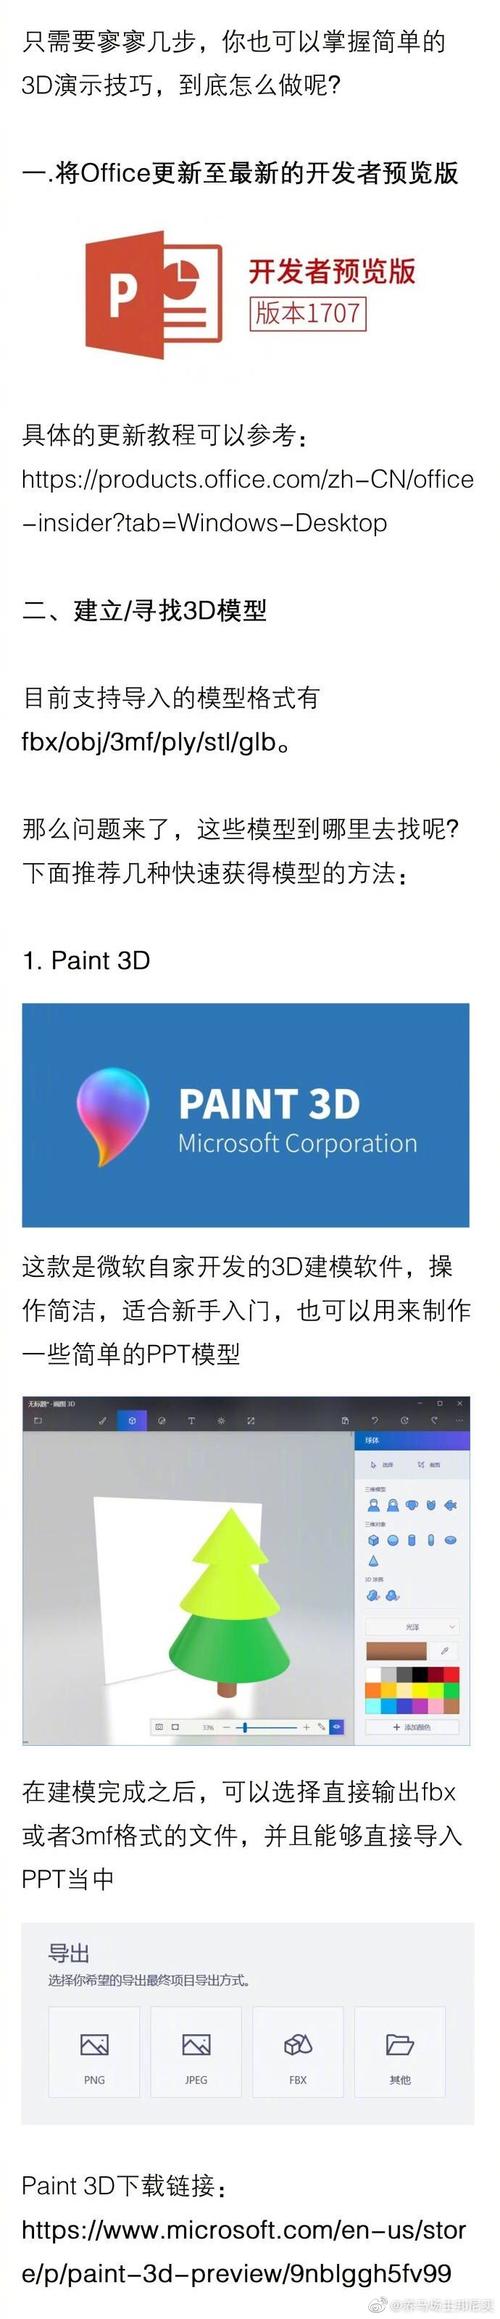 只需要寥寥几步，你也可以掌握简单的
3D演示技巧，到底怎么做呢？
一.将Office更新至最新的开发者预览版
P
开发者预览版
版本1707
具体的更新教程可以参考：
https://products.office.com/zh-CN/office
-insider?tab=Windows-Desktop
二、建立/寻找3D模型
目前支持导入的模型格式有
fbx/obj/3mf/ply/stl/glb。
那么问题来了，这些模型到哪里去找呢？
下面推荐几种快速获得模型的方法：
1. Paint 3D
PAINT 3D
Microsoft Corporation
这款是微软自家开发的3D建模软件，操
作简洁，适合新手入门，也可以用来制作
一些简单的PPT模型
无标题* - 画图 3D
球体
选择
裁剪
三维模型
三维对象
3D 涂鸦
光泽
添加颜色
33%
在建模完成之后，可以选择直接输出fbx
或者3mf格式的文件，并且能够直接导入
PPT当中
导出
选择你希望的导出最终项目导出方式。
PNG
JPEG
FBX
其他
Paint 3D下载链接：
https://www.microsoft.com/en-us/stor
e/p/paint-3d-preview/9nblggh5fv99